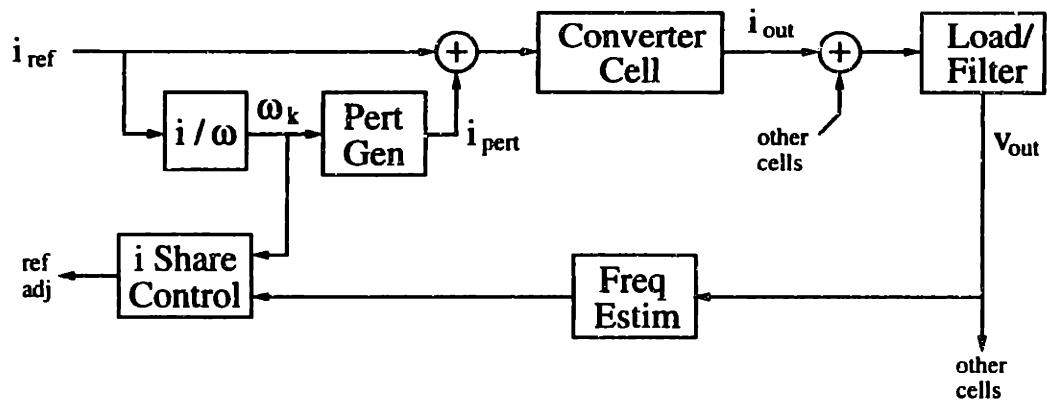 i ref
+
Converter
Cell
i out
+
Load/
Filter
i / ω
ω k
Pert
Gen
i pert
other
cells
v out
ref
adj
i Share
Control
Freq
Estim
other
cells